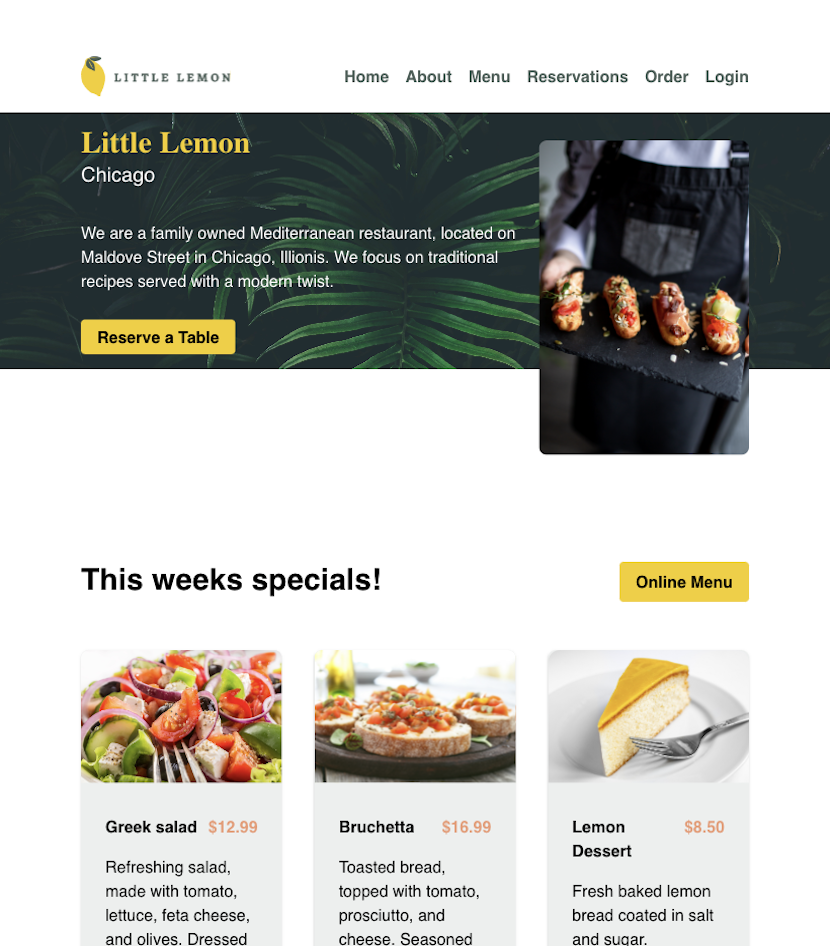 LITTLE LEMON
Home About Menu Reservations Order Login
Little Lemon
Chicago
We are a family owned Mediterranean restaurant, located on
Maldove Street in Chicago, Illionis. We focus on traditional
recipes served with a modern twist.
Reserve a Table
This weeks specials!
Online Menu
Greek salad $12.99
Refreshing salad,
made with tomato,
lettuce, feta cheese,
and olives. Dressed
Bruchetta $16.99
Toasted bread,
topped with tomato,
prosciutto, and
cheese. Seasoned
Lemon $8.50
Dessert
Fresh baked lemon
bread coated in salt
and sugar.